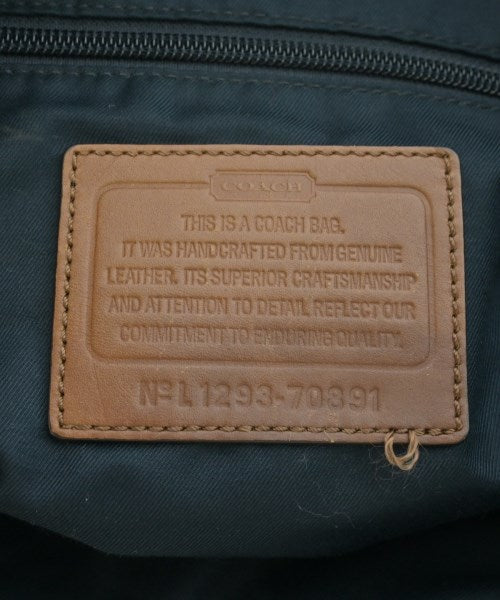 COACH
THIS IS A COACH BAG.
IT WAS HANDCRAFTED FROM GENUINE
LEATHER. ITS SUPERIOR CRAFTSMANSHIP
AND ATTENTION TO DETAIL REFLECT OUR
COMMITMENT TO ENDURING QUALITY.
Nº L1293-70391